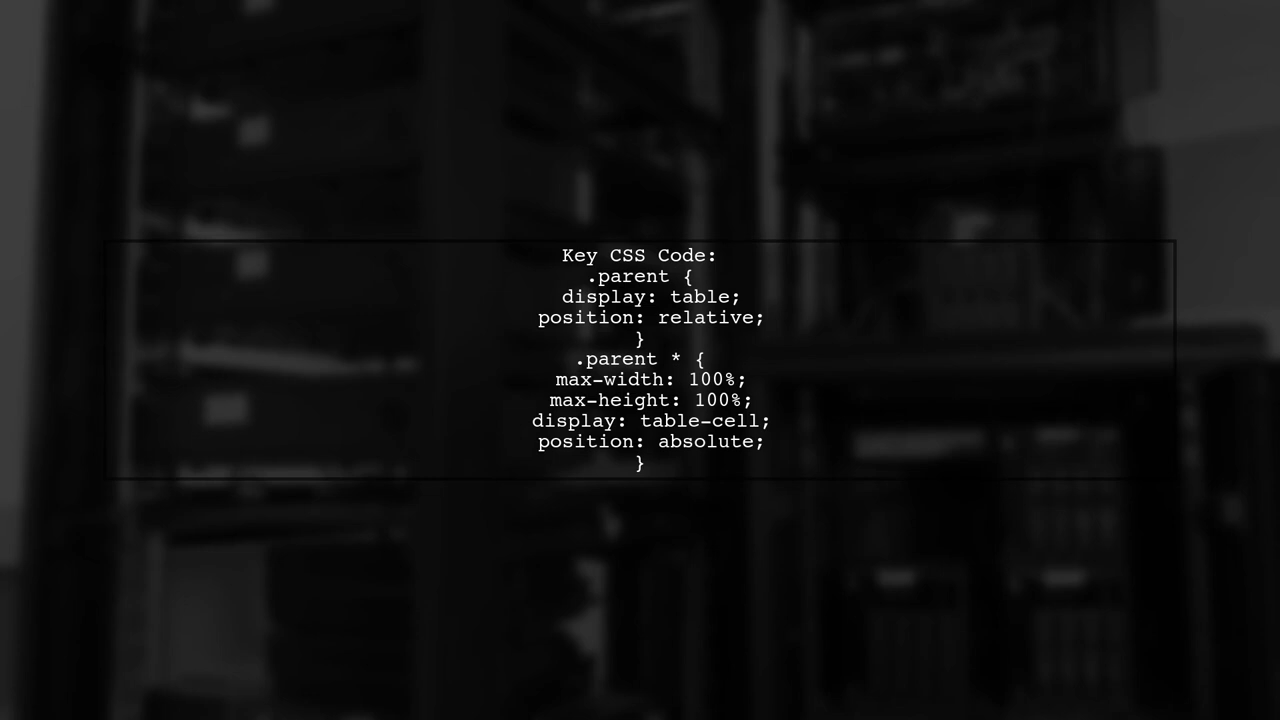 Key CSS Code:
.parent {
display: table;
position: relative;
}
.parent * {
max-width: 100%;
max-height: 100%;
display: table-cell;
position: absolute;
}